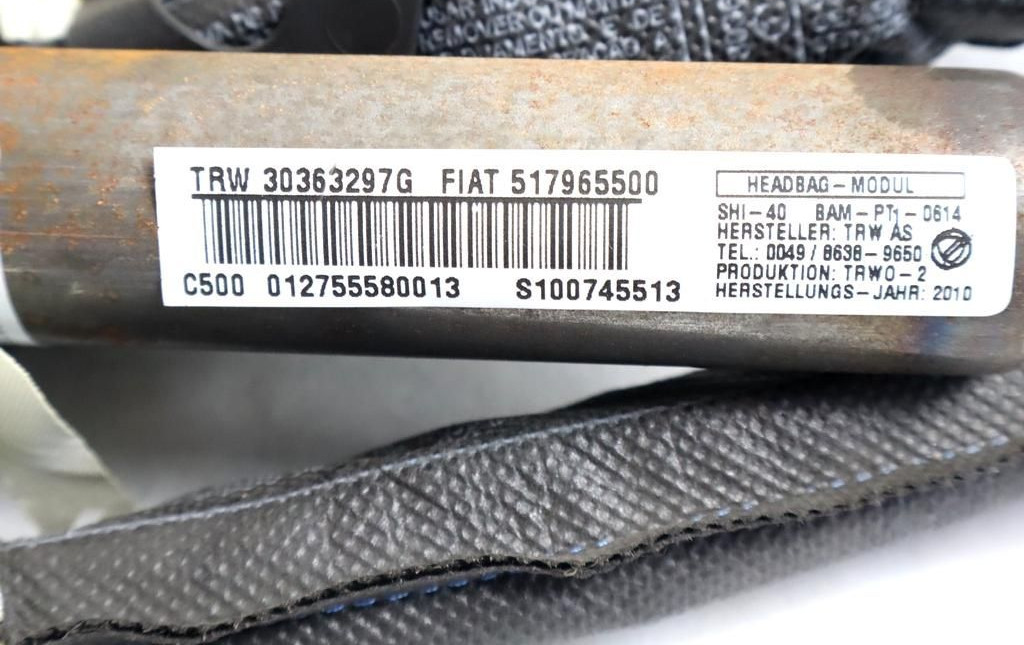 TRW 30363297G FIAT 517965500
C500 012755580013 S100745513
HEADBAG-MODUL
SHI-40 BAM-PT1-0614
HERSTELLER: TRW AS
TEL.: 0049/8638-9650
PRODUKTION: TRWO-2
HERSTELLUNGS-JAHR: 2010